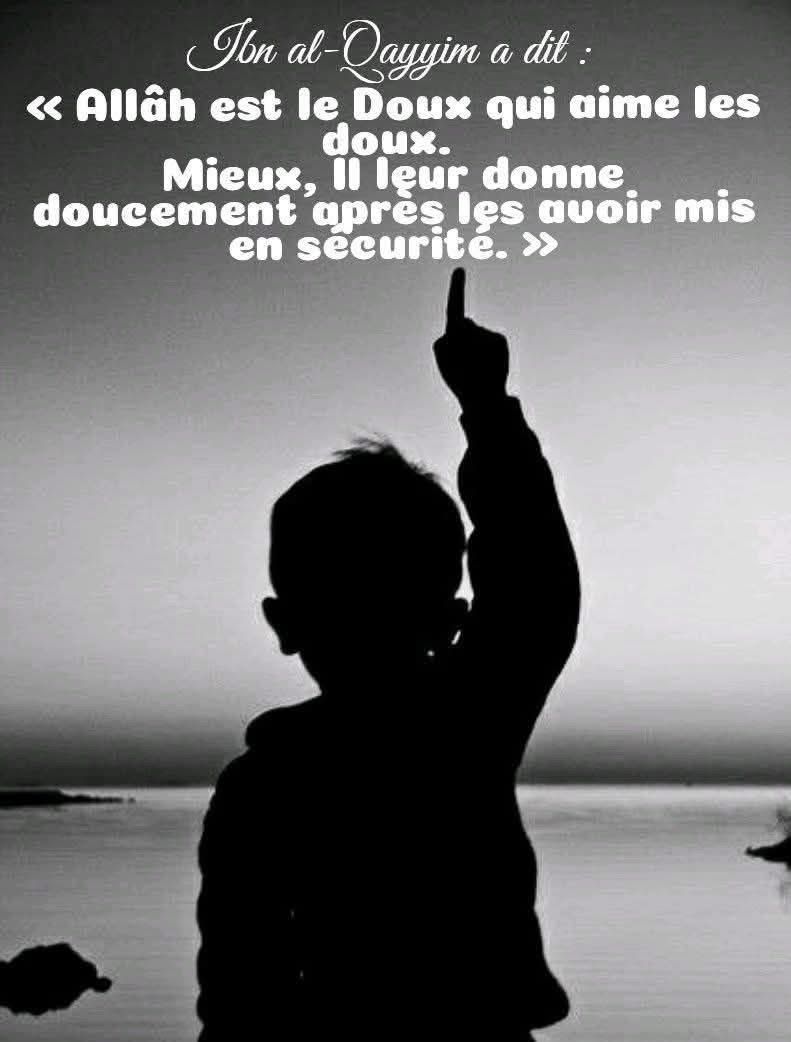 Ibn al-Qayyim a dit :
« Allâh est le Doux qui aime les
doux.
Mieux, Il leur donne
doucement après les avoir mis
en sécurité. »